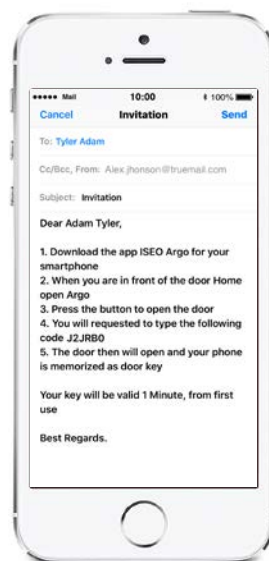 Mail 10:00 100%
Cancel Invitation Send
To: Tyler Adam
Cc/Bcc, From: Alex.jhonson@truemail.com
Subject: Invitation
Dear Adam Tyler,
1. Download the app ISEO Argo for your
smartphone
2. When you are in front of the door Home
open Argo
3. Press the button to open the door
4. You will requested to type the following
code J2JRB0
5. The door then will open and your phone
is memorized as door key
Your key will be valid 1 Minute, from first
use
Best Regards.